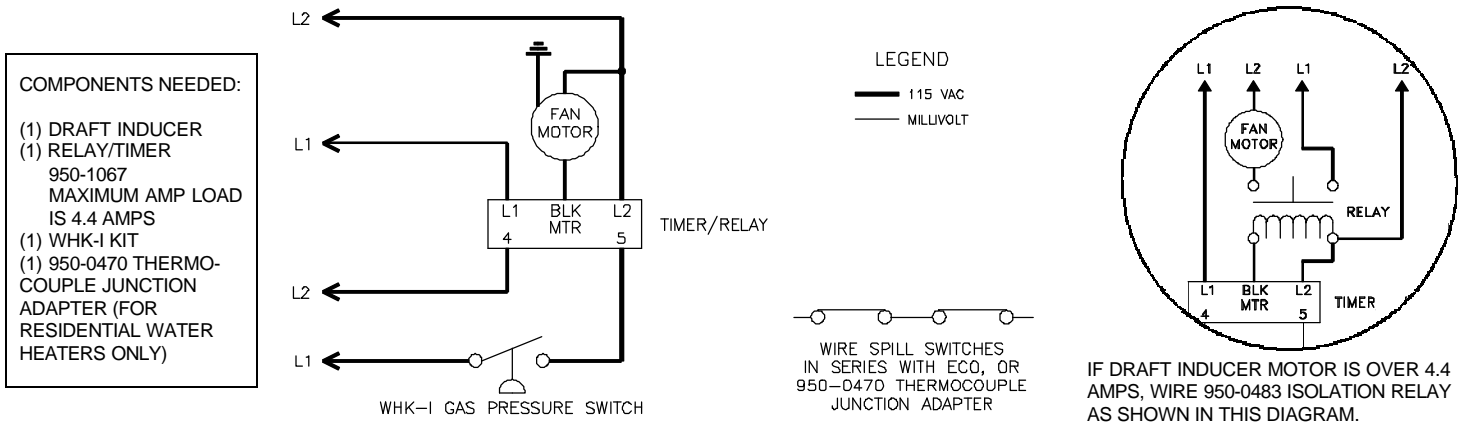 COMPONENTS NEEDED:
(1) DRAFT INDUCER
(1) RELAY/TIMER
950-1067
MAXIMUM AMP LOAD
IS 4.4 AMPS
(1) WHK-I KIT
(1) 950-0470 THERMO-
COUPLE JUNCTION
ADAPTER (FOR
RESIDENTIAL WATER
HEATERS ONLY)
L2
FAN
MOTOR
L1
L1 BLK L2
MTR
4 5
TIMER/RELAY
L2
L1
WHK-I GAS PRESSURE SWITCH
LEGEND
115 VAC
MILLIVOLT
WIRE SPILL SWITCHES
IN SERIES WITH ECO, OR
950-0470 THERMOCOUPLE
JUNCTION ADAPTER
L1 L2 L1 L2
FAN
MOTOR
RELAY
L1 BLK L2
MTR
4 5
TIMER
IF DRAFT INDUCER MOTOR IS OVER 4.4
AMPS, WIRE 950-0483 ISOLATION RELAY
AS SHOWN IN THIS DIAGRAM.